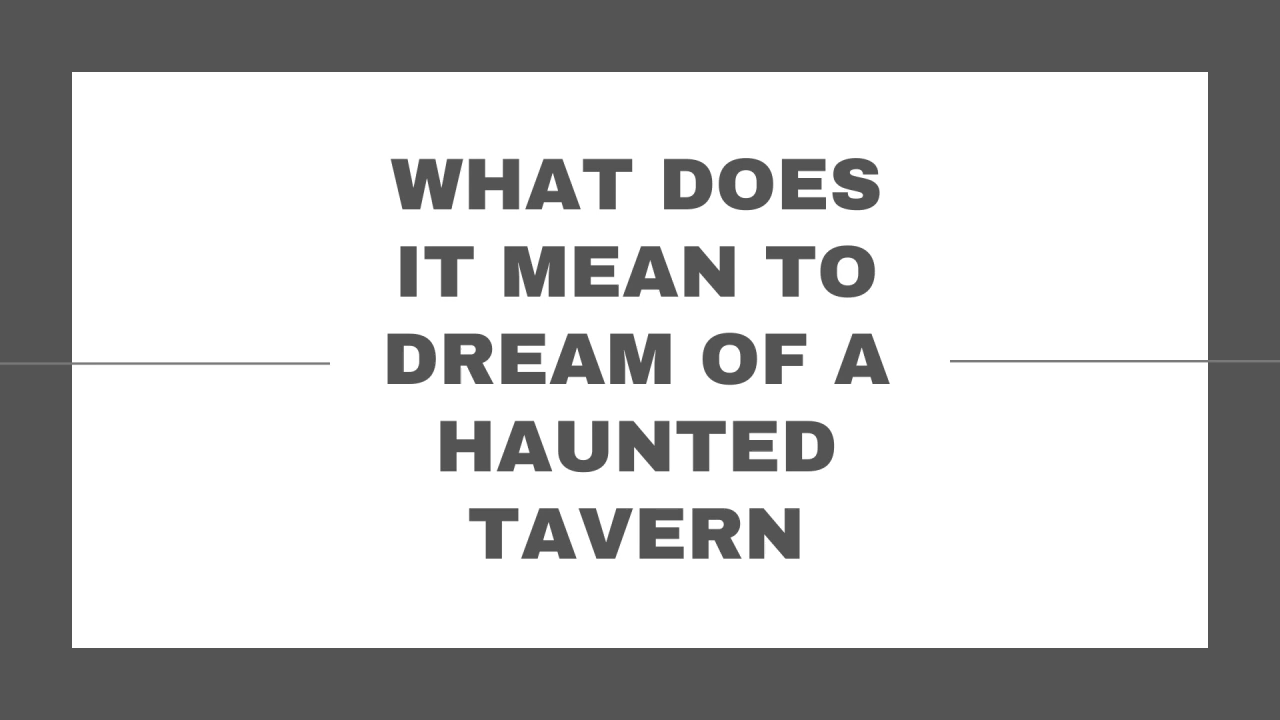 WHAT DOES
IT MEAN TO
DREAM OF A
HAUNTED
TAVERN